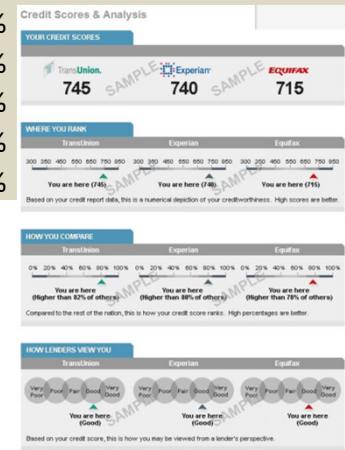 Credit Scores & Analysis
YOUR CREDIT SCORES
TransUnion. Experian EQUIFAX
745 740 715
SAMPLE SAMPLE
WHERE YOU RANK
TransUnion Experian Equifax
You are here (745) You are here (740) You are here (715)
SAMPLE SAMPLE
Based on your credit report data, this is a numerical depiction of your creditworthiness. High scores are better.
HOW YOU COMPARE
TransUnion Experian Equifax
0% 20% 40% 60% 80% 100% 0% 20% 40% 60% 80% 100% 0% 20% 40% 60% 80% 100%
You are here You are here You are here
(Higher than 82% of others) (Higher than 80% of others) (Higher than 78% of others)
SAMPLE SAMPLE
Compared to the rest of the nation, this is how your credit score ranks. High percentages are better.
HOW LENDERS VIEW YOU
TransUnion Experian Equifax
Very Poor Poor Fair Good Very Good Very Poor Poor Fair Good Very Good Very Poor Poor Fair Good Very Good
You are here You are here You are here
(Good) (Good) (Good)
SAMPLE SAMPLE
Based on your credit score, this is how you may be viewed from a lender's perspective.